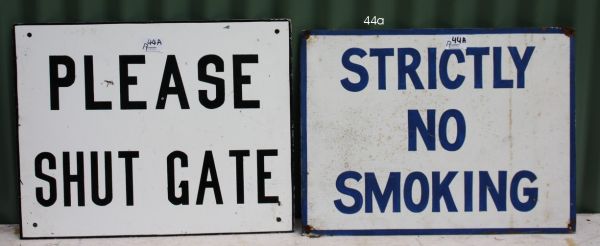 44a
44A
PLEASE
SHUT GATE
44A
STRICTLY
NO
SMOKING